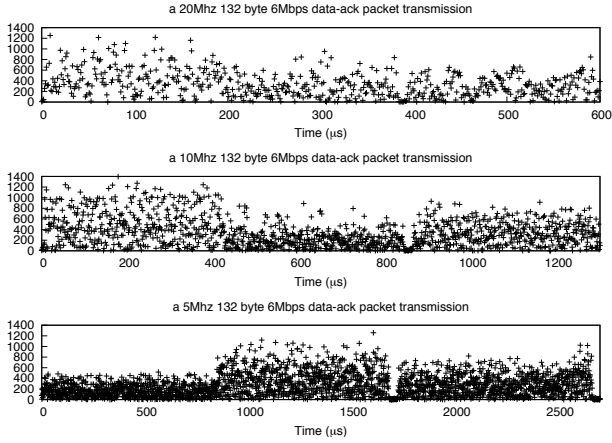 a 20Mhz 132 byte 6Mbps data-ack packet transmission
1400
1200
1000
800
600
400
200
0
0 100 200 300 400 500 600
Time (μs)
a 10Mhz 132 byte 6Mbps data-ack packet transmission
1400
1200
1000
800
600
400
200
0
0 200 400 600 800 1000 1200
Time (μs)
a 5Mhz 132 byte 6Mbps data-ack packet transmission
1400
1200
1000
800
600
400
200
0
0 500 1000 1500 2000 2500
Time (μs)